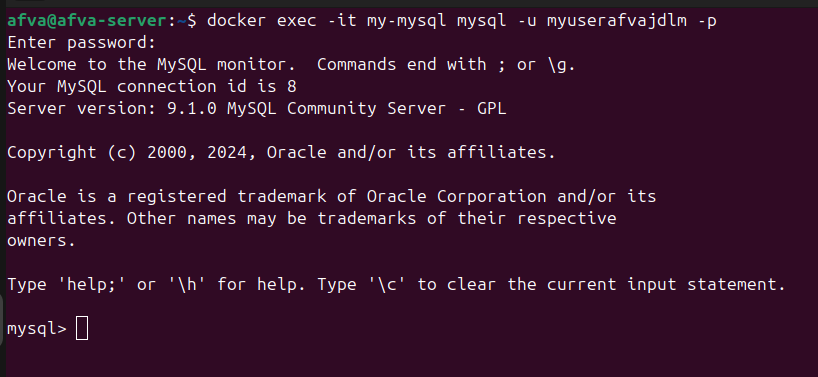 afva@afva-server:~$ docker exec -it my-mysql mysql -u myuserafvajdlm -p
Enter password:
Welcome to the MySQL monitor.  Commands end with ; or \g.
Your MySQL connection id is 8
Server version: 9.1.0 MySQL Community Server - GPL
Copyright (c) 2000, 2024, Oracle and/or its affiliates.
Oracle is a registered trademark of Oracle Corporation and/or its
affiliates. Other names may be trademarks of their respective
owners.
Type 'help;' or '\h' for help. Type '\c' to clear the current input statement.
mysql>